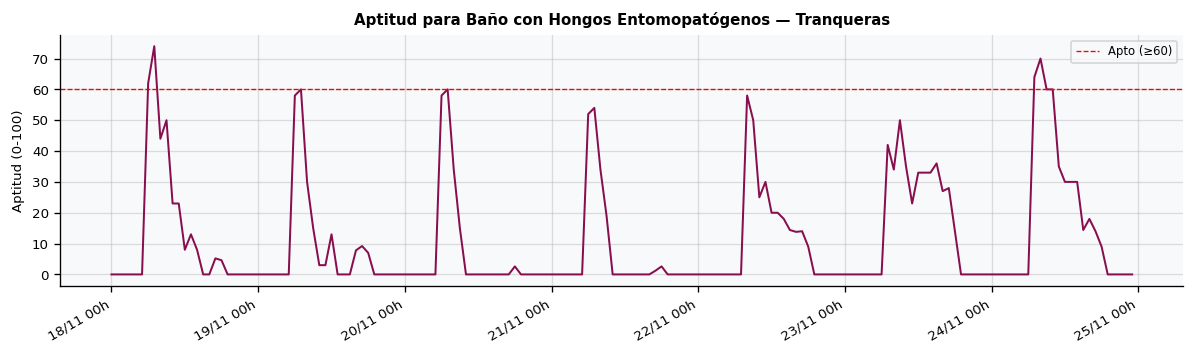 Aptitud para Baño con Hongos Entomopatógenos — Tranqueras
Apto (≥60)
Aptitud (0-100)
70
60
50
40
30
20
10
0
18/11 00h
19/11 00h
20/11 00h
21/11 00h
22/11 00h
23/11 00h
24/11 00h
25/11 00h